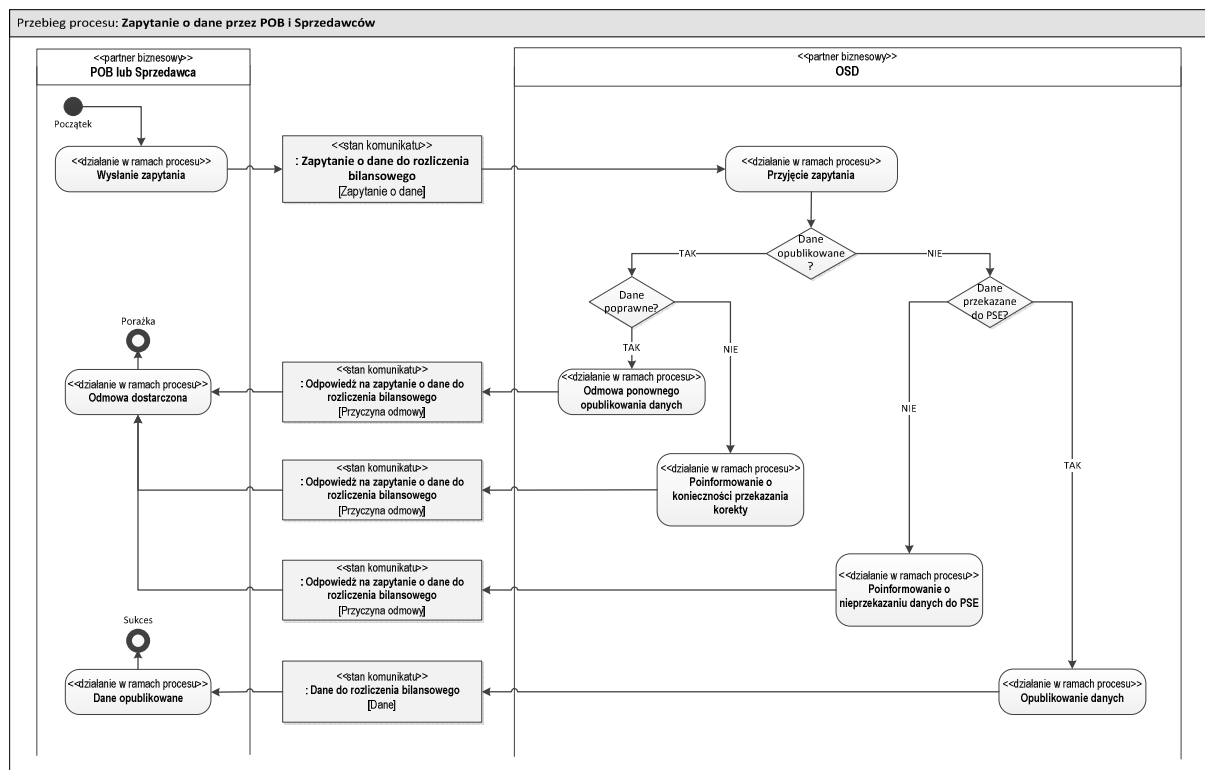 Przebieg procesu: Zapytanie o dane przez POB i Sprzedawców
<<partner biznesowy>>
POB lub Sprzedawca
<<partner biznesowy>>
OSD
Początek
<<działanie w ramach procesu>>
Wysłanie zapytania
<<stan komunikatu>>
: Zapytanie o dane do rozliczenia
bilansowego
[Zapytanie o dane]
<<działanie w ramach procesu>>
Przyjęcie zapytania
Dane
opublikowane
?
TAK
NIE
Dane
poprawne?
Dane
przekazane
do PSE?
TAK
NIE
NIE
TAK
Porażka
<<działanie w ramach procesu>>
Odmowa dostarczona
<<stan komunikatu>>
: Odpowiedź na zapytanie o dane do
rozliczenia bilansowego
[Przyczyna odmowy]
<<działanie w ramach procesu>>
Odmowa ponownego
opublikowania danych
<<stan komunikatu>>
: Odpowiedź na zapytanie o dane do
rozliczenia bilansowego
[Przyczyna odmowy]
<<działanie w ramach procesu>>
Poinformowanie o
konieczności przekazania
korekty
<<stan komunikatu>>
: Odpowiedź na zapytanie o dane do
rozliczenia bilansowego
[Przyczyna odmowy]
<<działanie w ramach procesu>>
Poinformowanie o
nieprzekazaniu danych do PSE
Sukces
<<działanie w ramach procesu>>
Dane opublikowane
<<stan komunikatu>>
: Dane do rozliczenia bilansowego
[Dane]
<<działanie w ramach procesu>>
Opublikowanie danych